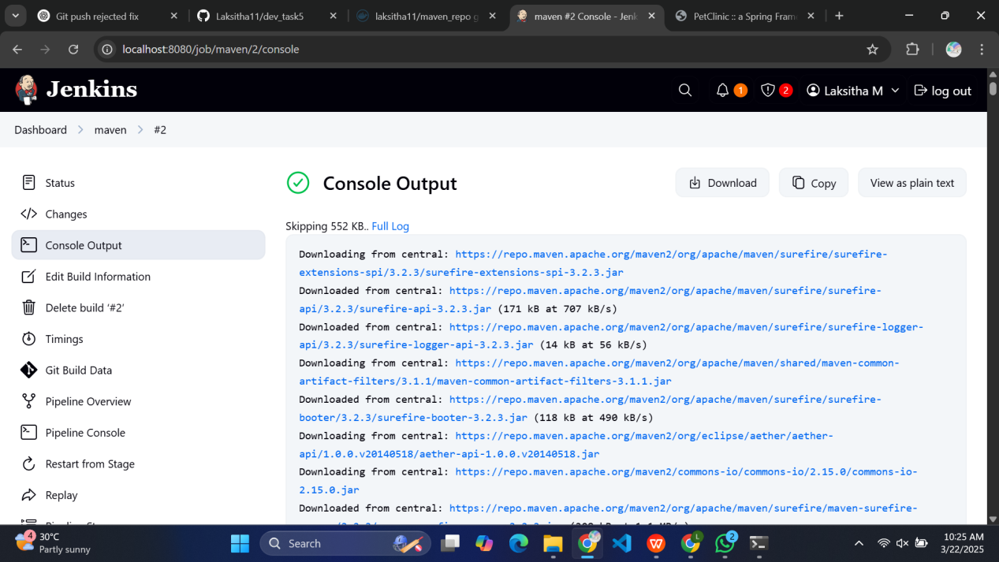 Git push rejected fix
Laksitha11/dev_task5
laksitha11/maven_repo g
maven #2 Console - Jenk
PetClinic :: a Spring Fram
localhost:8080/job/maven/2/console
Jenkins
1
2
Laksitha M
log out
Dashboard
maven
#2
Status
Changes
Console Output
Edit Build Information
Delete build ‘#2’
Timings
Git Build Data
Pipeline Overview
Pipeline Console
Restart from Stage
Replay
Console Output
Download
Copy
View as plain text
Skipping 552 KB.. Full Log
Downloading from central: https://repo.maven.apache.org/maven2/org/apache/maven/surefire/surefire-
extensions-spi/3.2.3/surefire-extensions-spi-3.2.3.jar
Downloaded from central: https://repo.maven.apache.org/maven2/org/apache/maven/surefire/surefire-
api/3.2.3/surefire-api-3.2.3.jar (171 kB at 707 kB/s)
Downloaded from central: https://repo.maven.apache.org/maven2/org/apache/maven/surefire/surefire-logger-
api/3.2.3/surefire-logger-api-3.2.3.jar (14 kB at 56 kB/s)
Downloading from central: https://repo.maven.apache.org/maven2/org/apache/maven/shared/maven-common-
artifact-filters/3.1.1/maven-common-artifact-filters-3.1.1.jar
Downloaded from central: https://repo.maven.apache.org/maven2/org/apache/maven/surefire/surefire-
booter/3.2.3/surefire-booter-3.2.3.jar (118 kB at 490 kB/s)
Downloading from central: https://repo.maven.apache.org/maven2/org/eclipse/aether/aether-
api/1.0.0.v20140518/aether-api-1.0.0.v20140518.jar
Downloading from central: https://repo.maven.apache.org/maven2/commons-io/commons-io/2.15.0/commons-io-
2.15.0.jar
Downloaded from central: https://repo.maven.apache.org/maven2/org/apache/maven/surefire/maven-surefire-
4
30°C
Partly sunny
Search
L
2
10:25 AM
3/22/2025